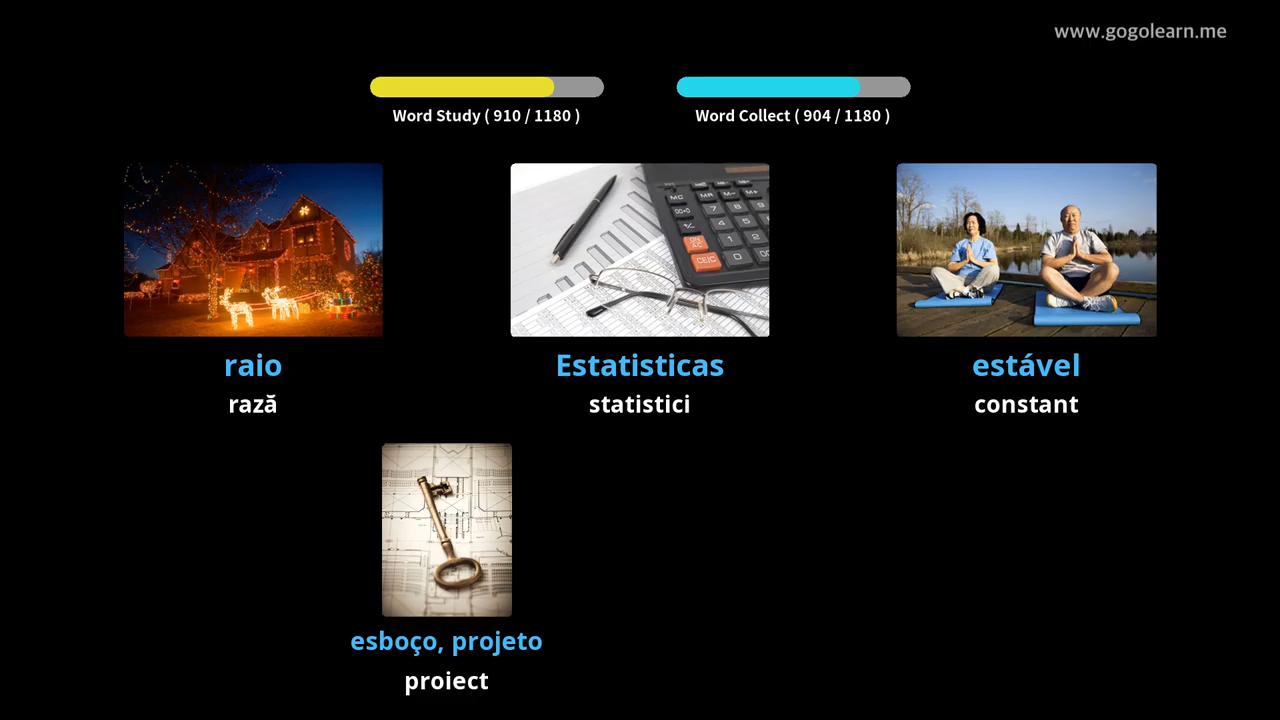 www.gogolearn.me
Word Study ( 910 / 1180 )
Word Collect ( 904 / 1180 )
raio
Estatisticas
estável
rază
statistici
constant
esboço, projeto
proiect